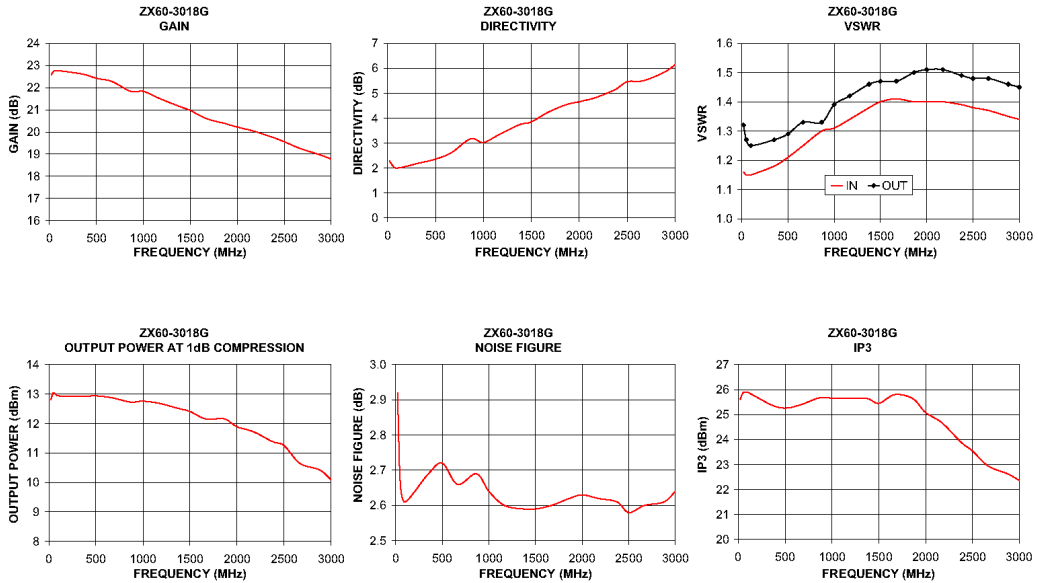 ZX60-3018G
GAIN
24
23
22
21
20
19
18
17
16
GAIN (dB)
0 500 1000 1500 2000 2500 3000
FREQUENCY (MHz)
ZX60-3018G
DIRECTIVITY
7
6
5
4
3
2
1
0
DIRECTIVITY (dB)
0 500 1000 1500 2000 2500 3000
FREQUENCY (MHz)
ZX60-3018G
VSWR
1.6
1.5
1.4
1.3
1.2
1.1
1.0
VSWR
IN OUT
0 500 1000 1500 2000 2500 3000
FREQUENCY (MHz)
ZX60-3018G
OUTPUT POWER AT 1dB COMPRESSION
14
13
12
11
10
9
8
OUTPUT POWER (dBm)
0 500 1000 1500 2000 2500 3000
FREQUENCY (MHz)
ZX60-3018G
NOISE FIGURE
3.0
2.9
2.8
2.7
2.6
2.5
NOISE FIGURE (dB)
0 500 1000 1500 2000 2500 3000
FREQUENCY (MHz)
ZX60-3018G
IP3
27
26
25
24
23
22
21
20
IP3 (dBm)
0 500 1000 1500 2000 2500 3000
FREQUENCY (MHz)